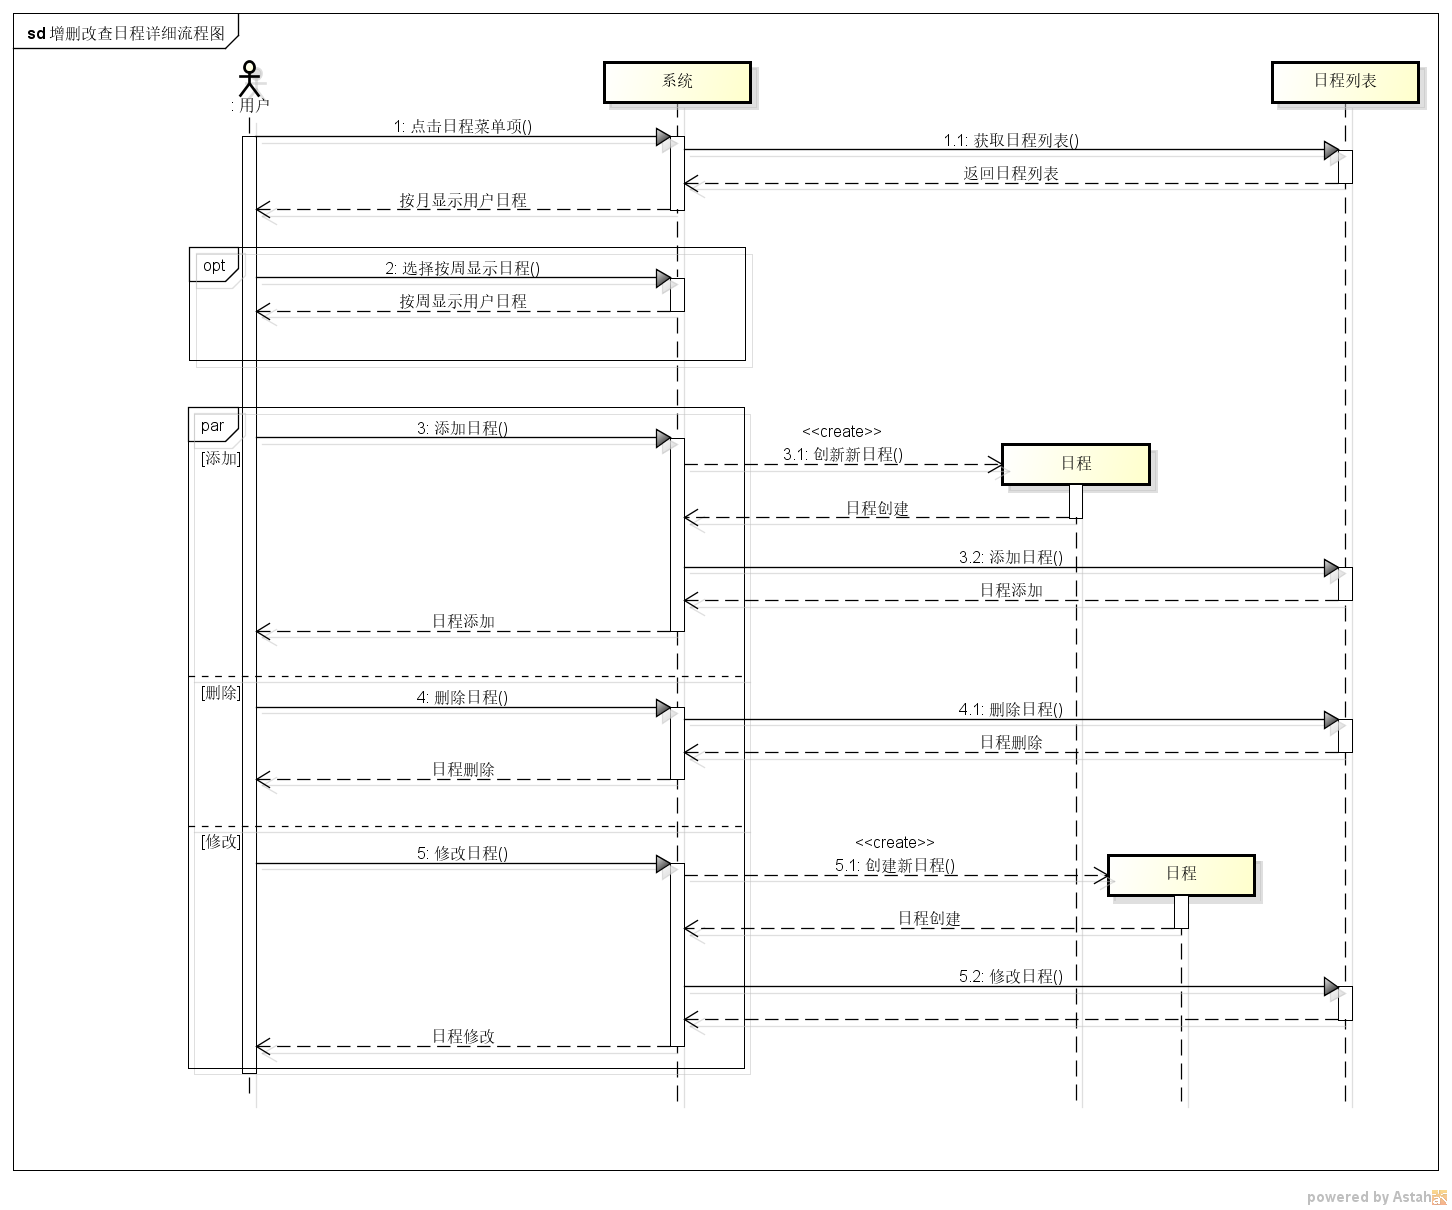 sd 增删改查日程详细流程图
系统
日程列表
: 用户
1: 点击日程菜单项()
1.1: 获取日程列表()
返回日程列表
按月显示用户日程
opt
2: 选择按周显示日程()
按周显示用户日程
par
3: 添加日程()
<<create>>
[添加]
3.1: 创新新日程()
日程
日程创建
3.2: 添加日程()
日程添加
日程添加
[删除]
4: 删除日程()
4.1: 删除日程()
日程删除
日程删除
[修改]
<<create>>
5: 修改日程()
5.1: 创建新日程()
日程
日程创建
5.2: 修改日程()
日程修改
powered by Astah